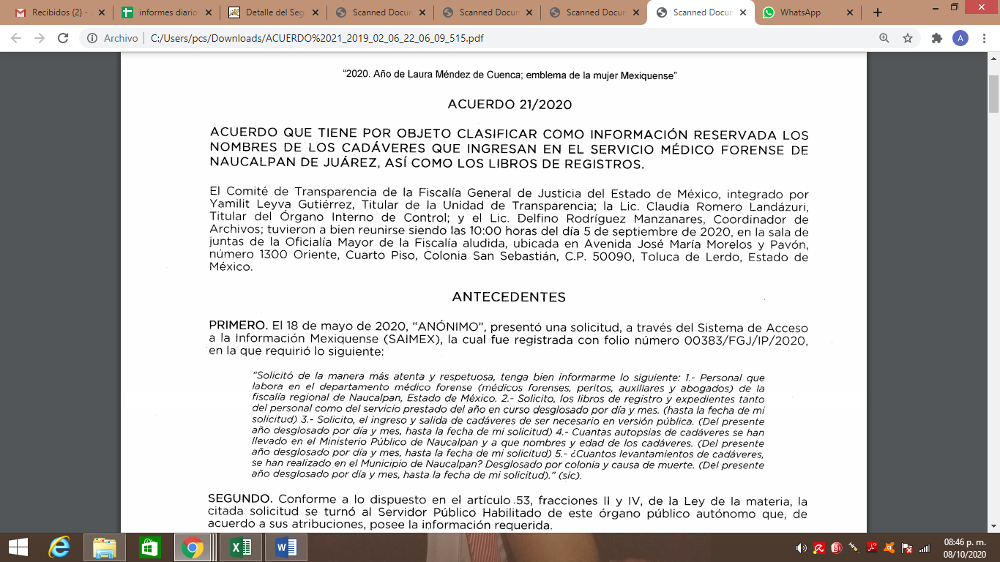 Recibidos (2) -
informes diario
Detalle del Seg
Scanned Docum
Scanned Docum
Scanned Docum
Scanned Docum
WhatsApp
Archivo | C:/Users/pcs/Downloads/ACUERDO%2021_2019_02_06_22_06_09_515.pdf
A
“2020. Año de Laura Méndez de Cuenca; emblema de la mujer Mexiquense”
ACUERDO 21/2020
ACUERDO QUE TIENE POR OBJETO CLASIFICAR COMO INFORMACIÓN RESERVADA LOS
NOMBRES DE LOS CADÁVERES QUE INGRESAN EN EL SERVICIO MÉDICO FORENSE DE
NAUCALPAN DE JUÁREZ, ASÍ COMO LOS LIBROS DE REGISTROS.
El Comité de Transparencia de la Fiscalía General de Justicia del Estado de México, integrado por
Yamilit Leyva Gutiérrez, Titular de la Unidad de Transparencia; la Lic. Claudia Romero Landázuri,
Titular del Órgano Interno de Control; y el Lic. Delfino Rodríguez Manzanares, Coordinador de
Archivos; tuvieron a bien reunirse siendo las 10:00 horas del día 5 de septiembre de 2020, en la sala de
juntas de la Oficialía Mayor de la Fiscalía aludida, ubicada en Avenida José María Morelos y Pavón,
número 1300 Oriente, Cuarto Piso, Colonia San Sebastián, C.P. 50090, Toluca de Lerdo, Estado de
México.
ANTECEDENTES
PRIMERO. El 18 de mayo de 2020, “ANÓNIMO”, presentó una solicitud, a través del Sistema de Acceso
a la Información Mexiquense (SAIMEX), la cual fue registrada con folio número 00383/FGJ/IP/2020,
en la que requirió lo siguiente:
“Solicitó de la manera más atenta y respetuosa, tenga bien informarme lo siguiente: 1.- Personal que
labora en el departamento médico forense (médicos forenses, peritos, auxiliares y abogados) de la
fiscalía regional de Naucalpan, Estado de México. 2.- Solicito, los libros de registro y expedientes tanto
del personal como del servicio prestado del año en curso desglosado por día y mes. (hasta la fecha de mi
solicitud) 3.- Solicito, el ingreso y salida de cadáveres de ser necesario en versión pública. (Del presente
año desglosado por día y mes, hasta la fecha de mi solicitud) 4.- Cuantas autopsias de cadáveres se han
llevado en el Ministerio Público de Naucalpan y a que nombres y edad de los cadáveres. (Del presente
año desglosado por día y mes, hasta la fecha de mi solicitud) 5.- ¿Cuantos levantamientos de cadáveres,
se han realizado en el Municipio de Naucalpan? Desglosado por colonia y causa de muerte. (Del presente
año desglosado por día y mes, hasta la fecha de mi solicitud).” (sic).
SEGUNDO. Conforme a lo dispuesto en el artículo 53, fracciones II y IV, de la Ley de la materia, la
citada solicitud se turnó al Servidor Público Habilitado de este órgano público autónomo que, de
acuerdo a sus atribuciones, posee la información requerida.
08:46 p. m.
08/10/2020